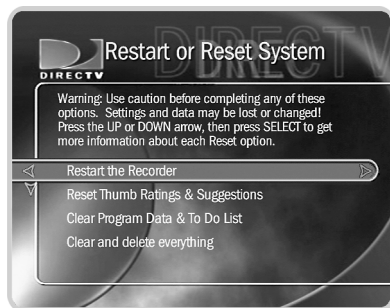 DIRECTV
Restart or Reset System
DIRECTV
Warning: Use caution before completing any of these
options. Settings and data may be lost or changed!
Press the UP or DOWN arrow, then press SELECT to get
more information about each Reset option.
Restart the Recorder
Reset Thumb Ratings & Suggestions
Clear Program Data & To Do List
Clear and delete everything